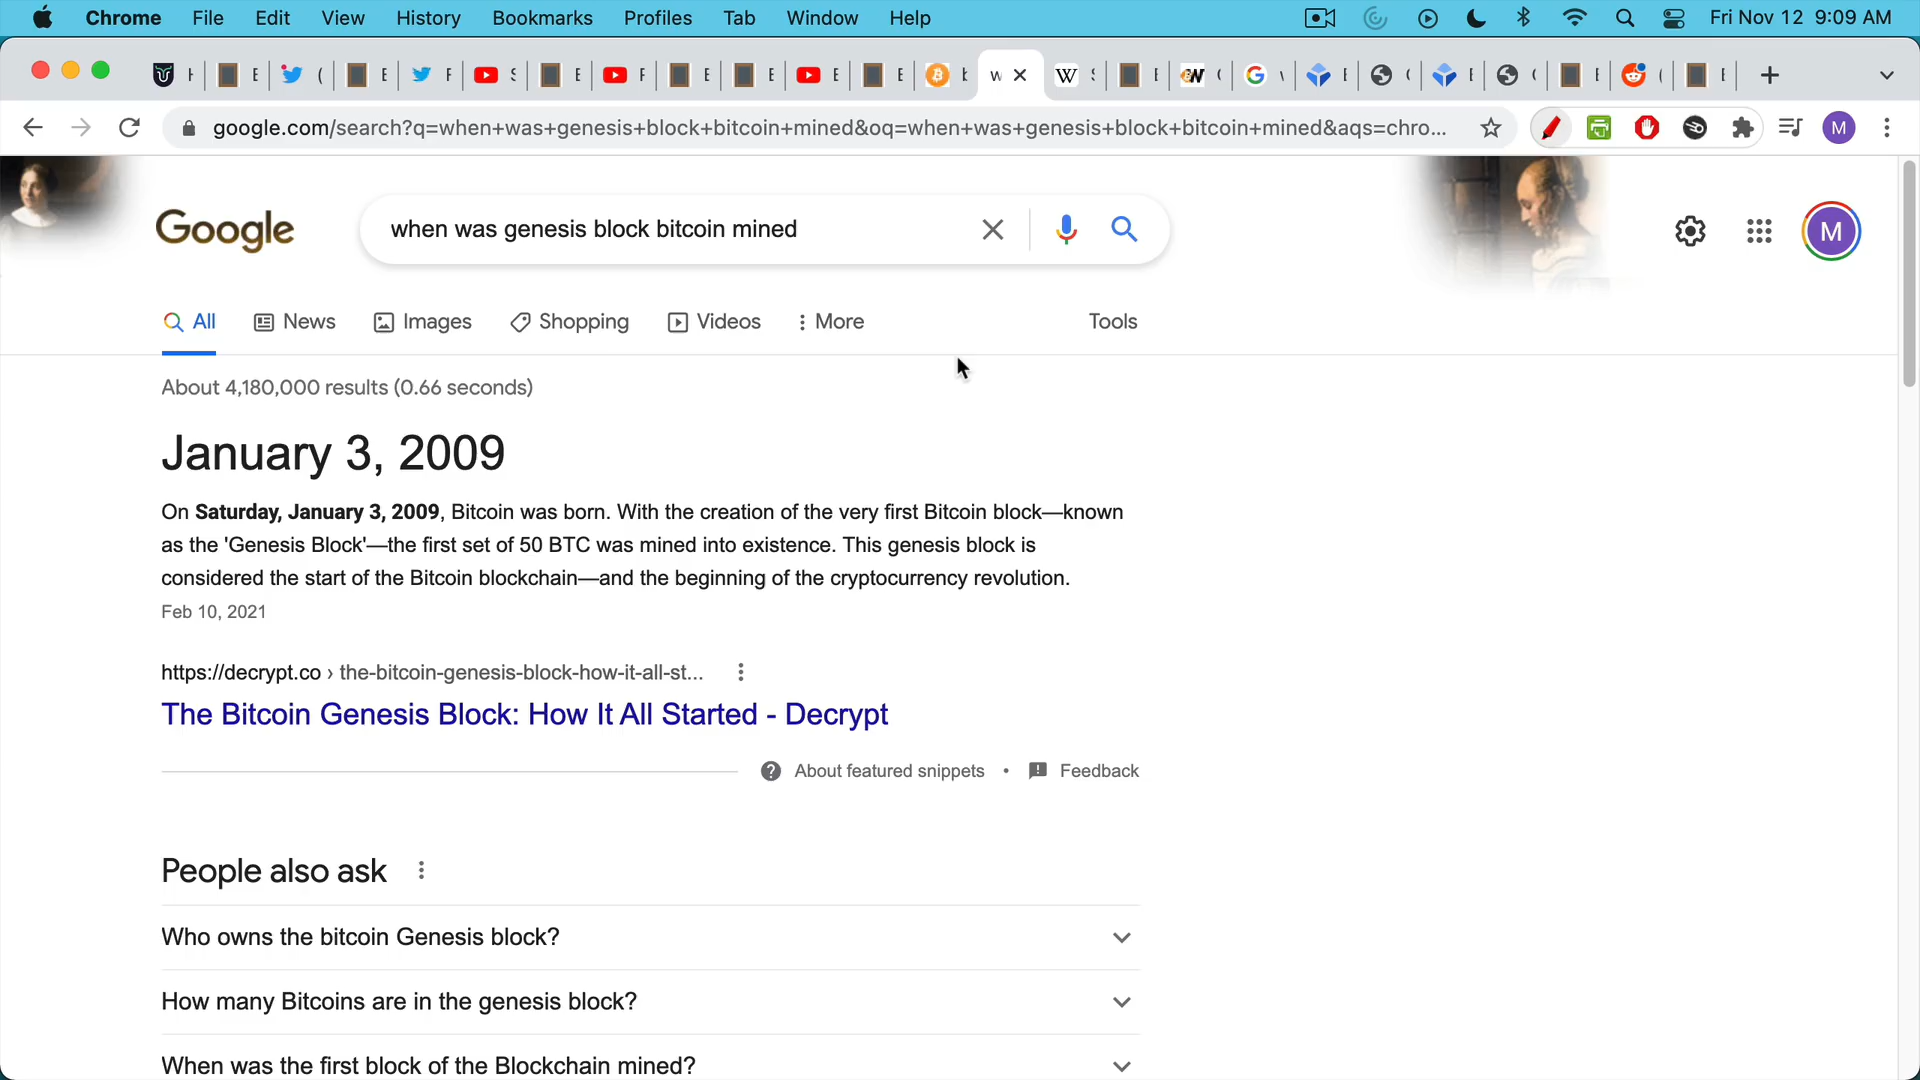 Chrome File Edit View History Bookmarks Profiles Tab Window Help Fri Nov 12 9:09 AM
google.com/search?q=when+was+genesis+block+bitcoin+mined&oq=when+was+genesis+block+bitcoin+mined&aqs=chro... M
Google when was genesis block bitcoin mined M
All News Images Shopping Videos More Tools
About 4,180,000 results (0.66 seconds)
January 3, 2009
On Saturday, January 3, 2009, Bitcoin was born. With the creation of the very first Bitcoin block—known
as the 'Genesis Block'—the first set of 50 BTC was mined into existence. This genesis block is
considered the start of the Bitcoin blockchain—and the beginning of the cryptocurrency revolution.
Feb 10, 2021
https://decrypt.co › the-bitcoin-genesis-block-how-it-all-st...
The Bitcoin Genesis Block: How It All Started - Decrypt
About featured snippets • Feedback
People also ask
Who owns the bitcoin Genesis block?
How many Bitcoins are in the genesis block?
When was the first block of the Blockchain mined?